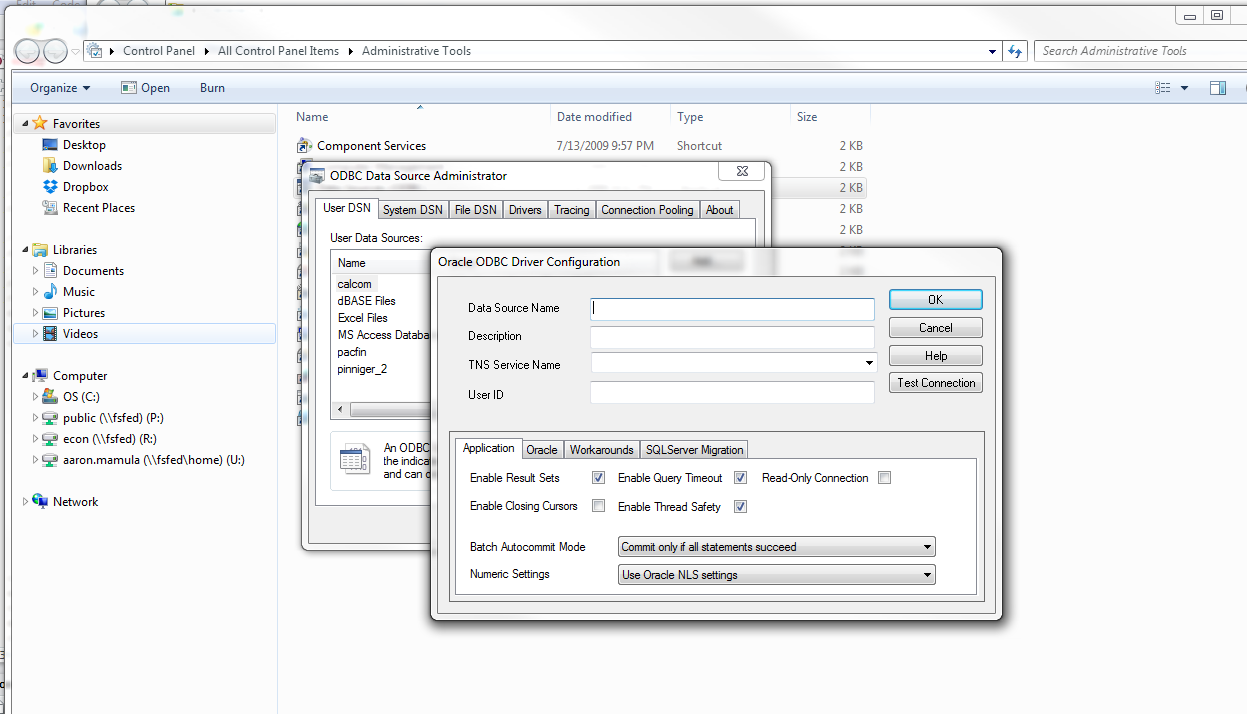 Control Panel All Control Panel Items Administrative Tools
Search Administrative Tools
Organize Open Burn
Name Date modified Type Size
Favorites
Desktop
Downloads
Dropbox
Recent Places
Libraries
Documents
Music
Pictures
Videos
Computer
OS (C:)
public (\\fsfed) (P:)
econ (\\fsfed) (R:)
aaron.mamula (\\fsfed\home) (U:)
Network
Component Services 7/13/2009 9:57 PM Shortcut 2 KB
2 KB
2 KB
2 KB
2 KB
ODBC Data Source Administrator
User DSN System DSN File DSN Drivers Tracing Connection Pooling About
User Data Sources:
Name
calcom
dBASE Files
Excel Files
MS Access Databa
pacfin
pinniger_2
An ODBC
the indica
and can
Oracle ODBC Driver Configuration
Data Source Name
Description
TNS Service Name
User ID
OK
Cancel
Help
Test Connection
Application Oracle Workarounds SQLServer Migration
Enable Result Sets Enable Query Timeout Read-Only Connection
Enable Closing Cursors Enable Thread Safety
Batch Autocommit Mode Commit only if all statements succeed
Numeric Settings Use Oracle NLS settings